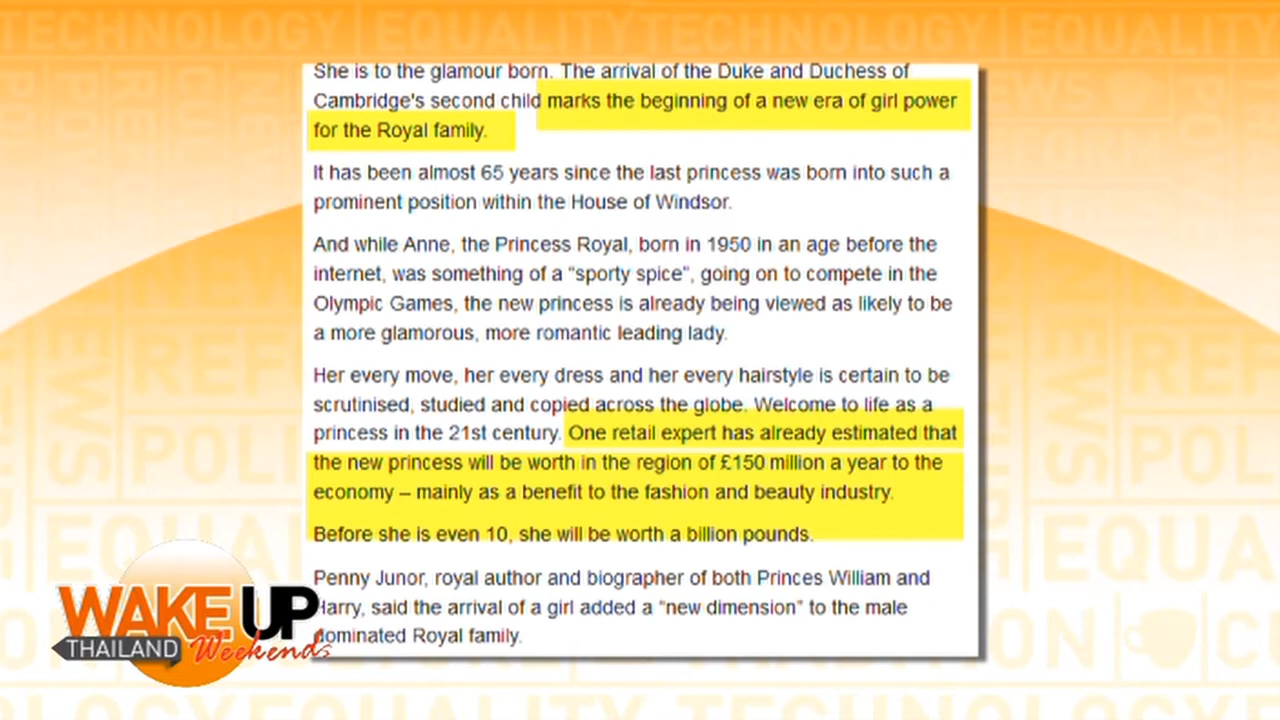 TECHNOLOGY
EQUALITY
TECHNOLOGY
EQUALITY
She is to the glamour born. The arrival of the Duke and Duchess of
Cambridge's second child marks the beginning of a new era of girl power
for the Royal family.
It has been almost 65 years since the last princess was born into such a
prominent position within the House of Windsor.
And while Anne, the Princess Royal, born in 1950 in an age before the
internet, was something of a “sporty spice”, going on to compete in the
Olympic Games, the new princess is already being viewed as likely to be
a more glamorous, more romantic leading lady.
Her every move, her every dress and her every hairstyle is certain to be
scrutinised, studied and copied across the globe. Welcome to life as a
princess in the 21st century. One retail expert has already estimated that
the new princess will be worth in the region of £150 million a year to the
economy – mainly as a benefit to the fashion and beauty industry.
Before she is even 10, she will be worth a billion pounds.
Penny Junor, royal author and biographer of both Princes William and
Harry, said the arrival of a girl added a “new dimension” to the male
dominated Royal family.
WAKE UP
THAILAND Weekends